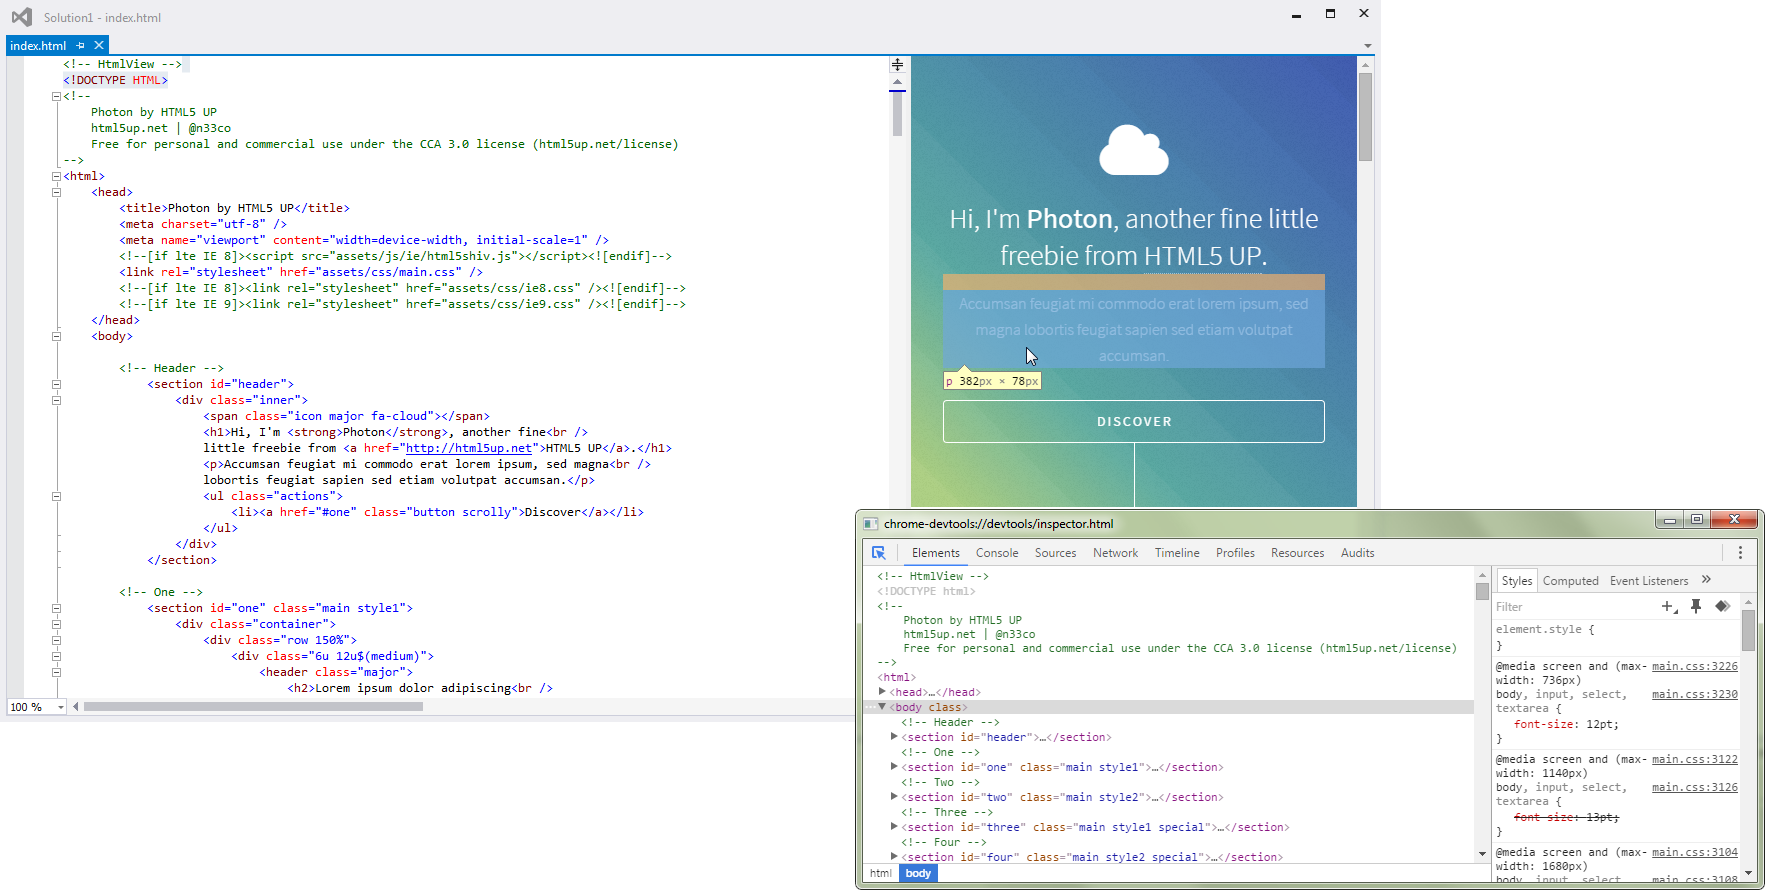 Solution1 - index.html
index.html
<!-- HtmlView -->
<!DOCTYPE HTML>
<!--
Photon by HTML5 UP
html5up.net | @n33co
Free for personal and commercial use under the CCA 3.0 license (html5up.net/license)
-->
<html>
<head>
<title>Photon by HTML5 UP</title>
<meta charset="utf-8" />
<meta name="viewport" content="width=device-width, initial-scale=1" />
<!--[if lte IE 8]><script src="assets/js/ie/html5shiv.js"></script><![endif]-->
<link rel="stylesheet" href="assets/css/main.css" />
<!--[if lte IE 8]><link rel="stylesheet" href="assets/css/ie8.css" /><![endif]-->
<!--[if lte IE 9]><link rel="stylesheet" href="assets/css/ie9.css" /><![endif]-->
</head>
<body>
<!-- Header -->
<section id="header">
<div class="inner">
<span class="icon major fa-cloud"></span>
<h1>Hi, I'm <strong>Photon</strong>, another fine<br />
little freebie from <a href="http://html5up.net">HTML5 UP</a>.</h1>
<p>Accumsan feugiat mi commodo erat lorem ipsum, sed magna<br />
lobortis feugiat sapien sed etiam volutpat accumsan.</p>
<ul class="actions">
<li><a href="#one" class="button scrolly">Discover</a></li>
</ul>
</div>
</section>
<!-- One -->
<section id="one" class="main style1">
<div class="container">
<div class="row 150%">
<div class="6u 12u$(medium)">
<header class="major">
<h2>Lorem ipsum dolor adipiscing<br />
100 %
Hi, I'm Photon, another fine little
freebie from HTML5 UP.
Accumsan feugiat mi commodo erat lorem ipsum, sed
magna lobortis feugiat sapien sed etiam volutpat
accumsan.
p 382px × 78px
DISCOVER
chrome-devtools://devtools/inspector.html
Elements Console Sources Network Timeline Profiles Resources Audits
<!-- HtmlView -->
<!DOCTYPE html>
<!--
Photon by HTML5 UP
html5up.net | @n33co
Free for personal and commercial use under the CCA 3.0 license (html5up.net/license)
-->
<html>
<head>…</head>
<body class>
<!-- Header -->
<section id="header">…</section>
<!-- One -->
<section id="one" class="main style1">…</section>
<!-- Two -->
<section id="two" class="main style2">…</section>
<!-- Three -->
<section id="three" class="main style1 special">…</section>
<!-- Four -->
<section id="four" class="main style2 special">…</section>
html body
Styles Computed Event Listeners
Filter
element.style {
}
@media screen and (max- main.css:3226
width: 736px)
body, input, select, main.css:3230
textarea {
font-size: 12pt;
}
@media screen and (max- main.css:3122
width: 1140px)
body, input, select, main.css:3126
textarea {
font-size: 13pt;
}
@media screen and (max- main.css:3104
width: 1680px)
body, input, select, main.css:3108